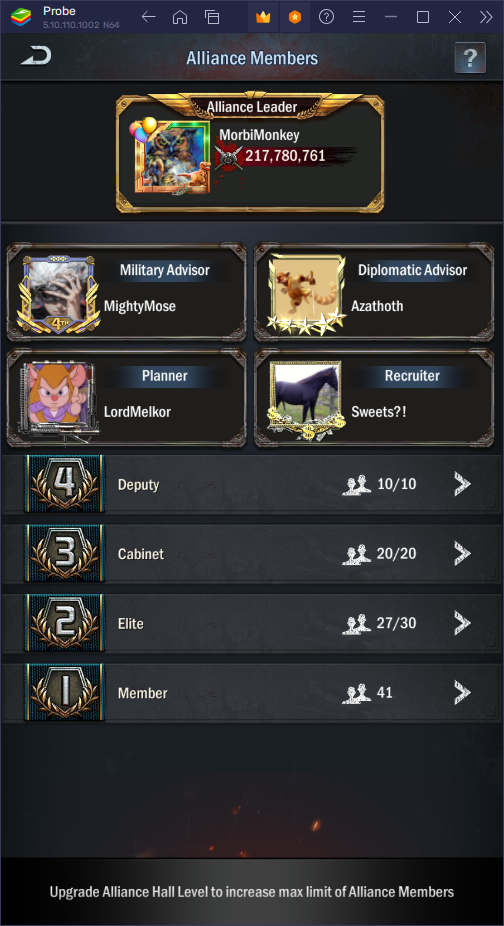 Probe
5.10.110.1002 N64
Alliance Members
?
Alliance Leader
MorbiMonkey
217,780,761
Military Advisor
MightyMose
4TH
Diplomatic Advisor
Azathoth
Planner
LordMelkor
Recruiter
Sweets?!
4
Deputy
10/10
3
Cabinet
20/20
2
Elite
27/30
1
Member
41
Upgrade Alliance Hall Level to increase max limit of Alliance Members